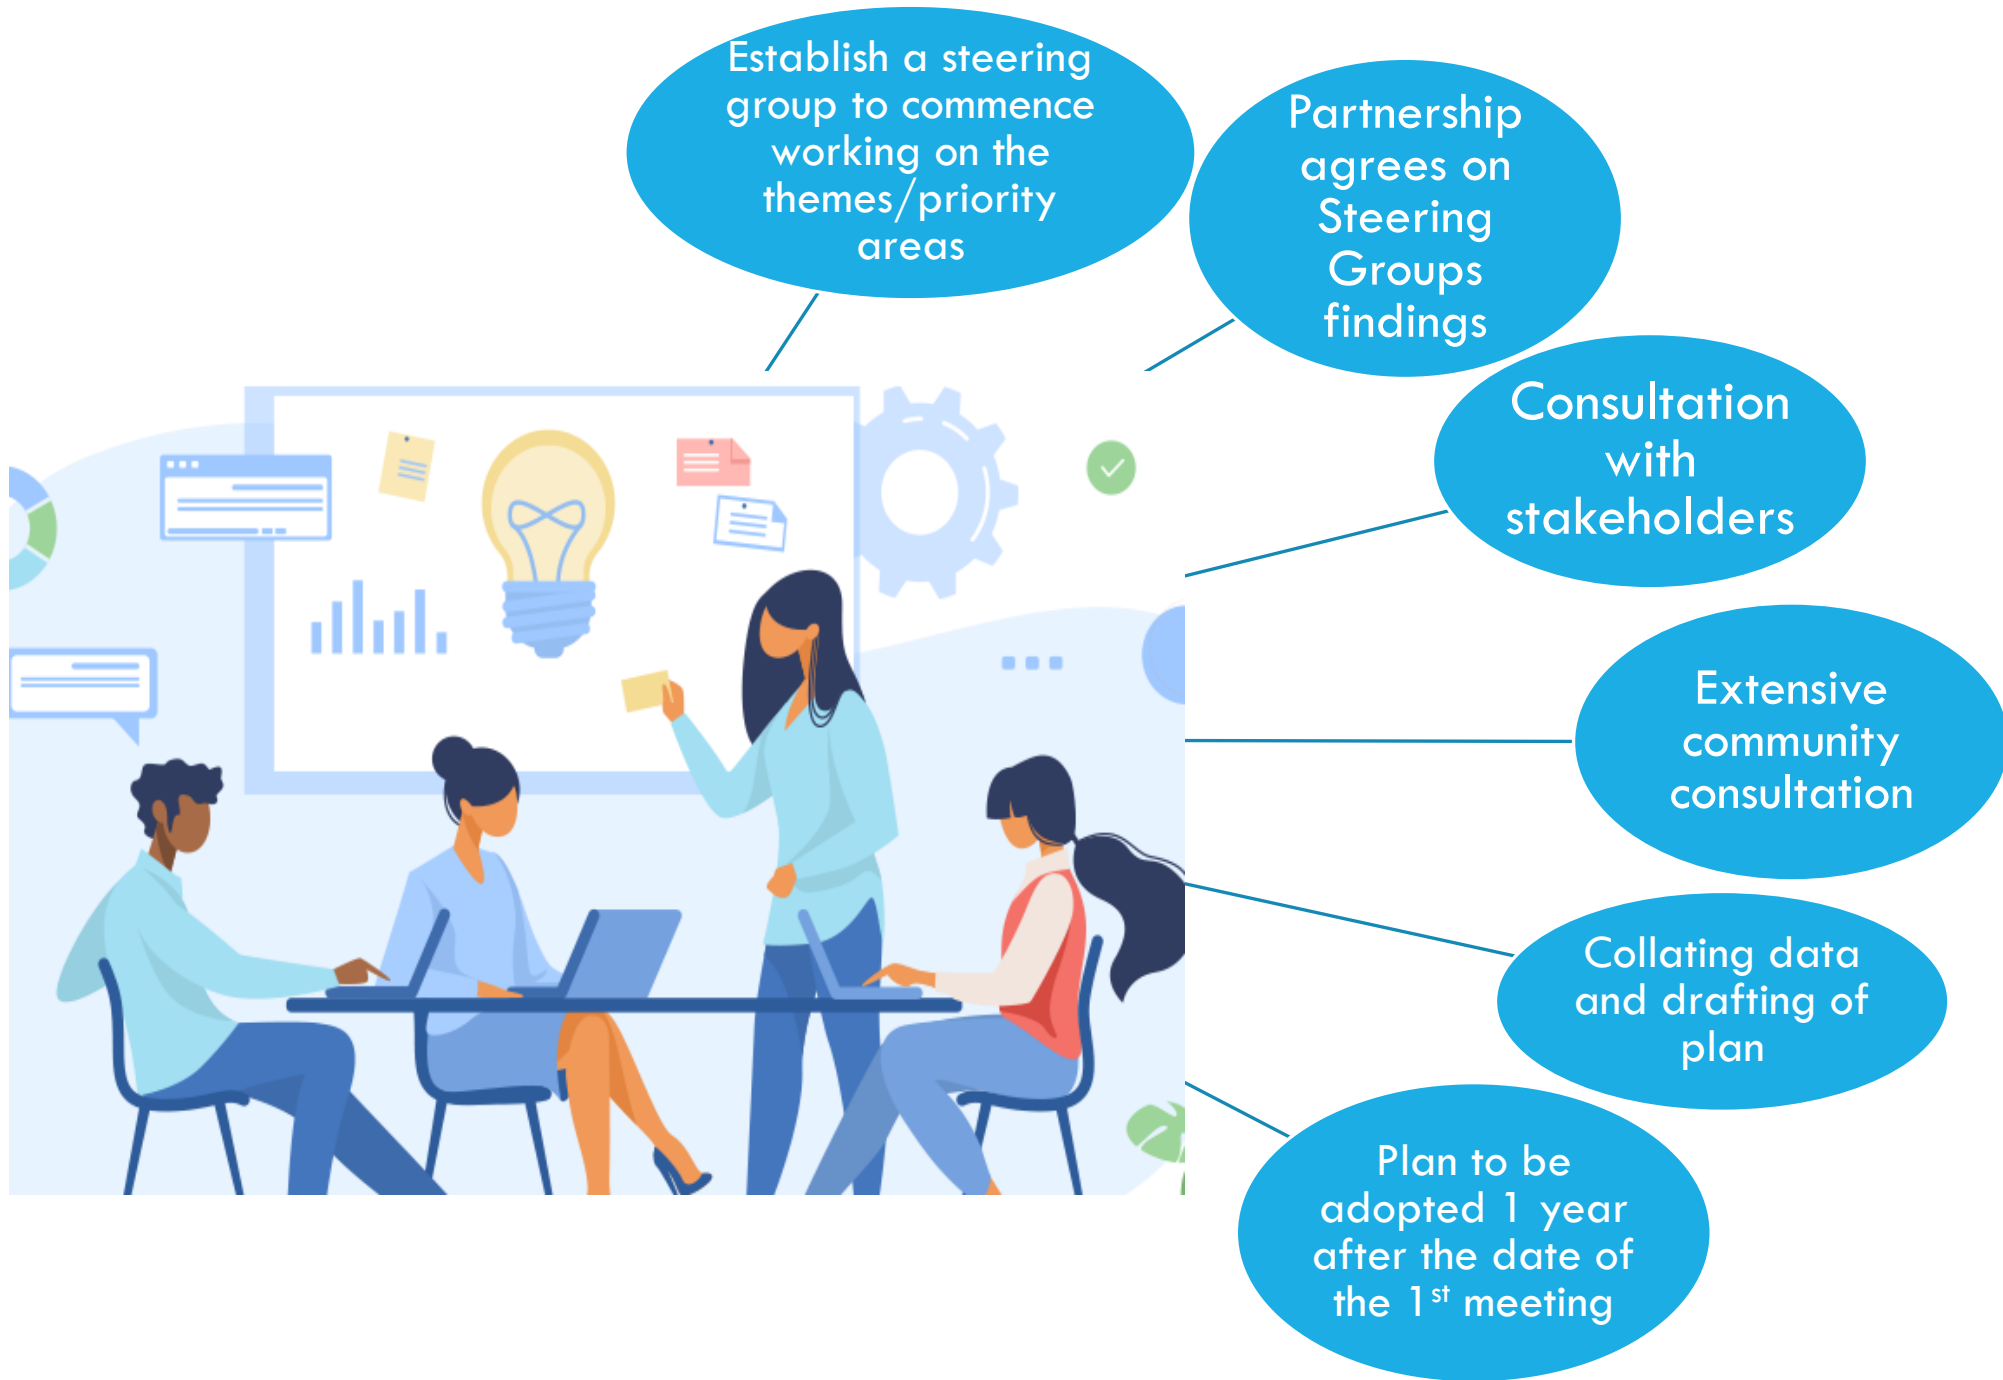 Establish a steering
group to commence
working on the
themes/priority
areas
Partnership
agrees on
Steering
Groups
findings
Consultation
with
stakeholders
Extensive
community
consultation
Collating data
and drafting of
plan
Plan to be
adopted 1 year
after the date of
the 1st meeting